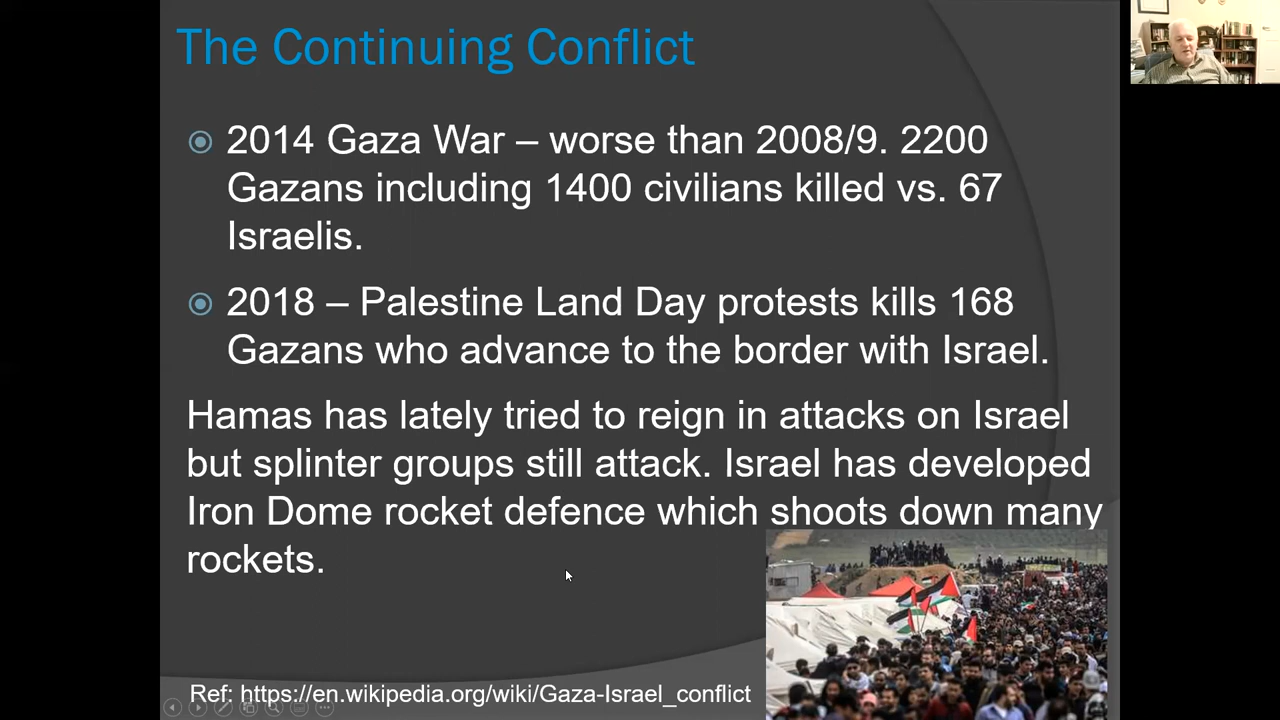 The Continuing Conflict
2014 Gaza War – worse than 2008/9. 2200
Gazans including 1400 civilians killed vs. 67
Israelis.
2018 – Palestine Land Day protests kills 168
Gazans who advance to the border with Israel.
Hamas has lately tried to reign in attacks on Israel
but splinter groups still attack. Israel has developed
Iron Dome rocket defence which shoots down many
rockets.
Ref: https://en.wikipedia.org/wiki/Gaza-Israel_conflict